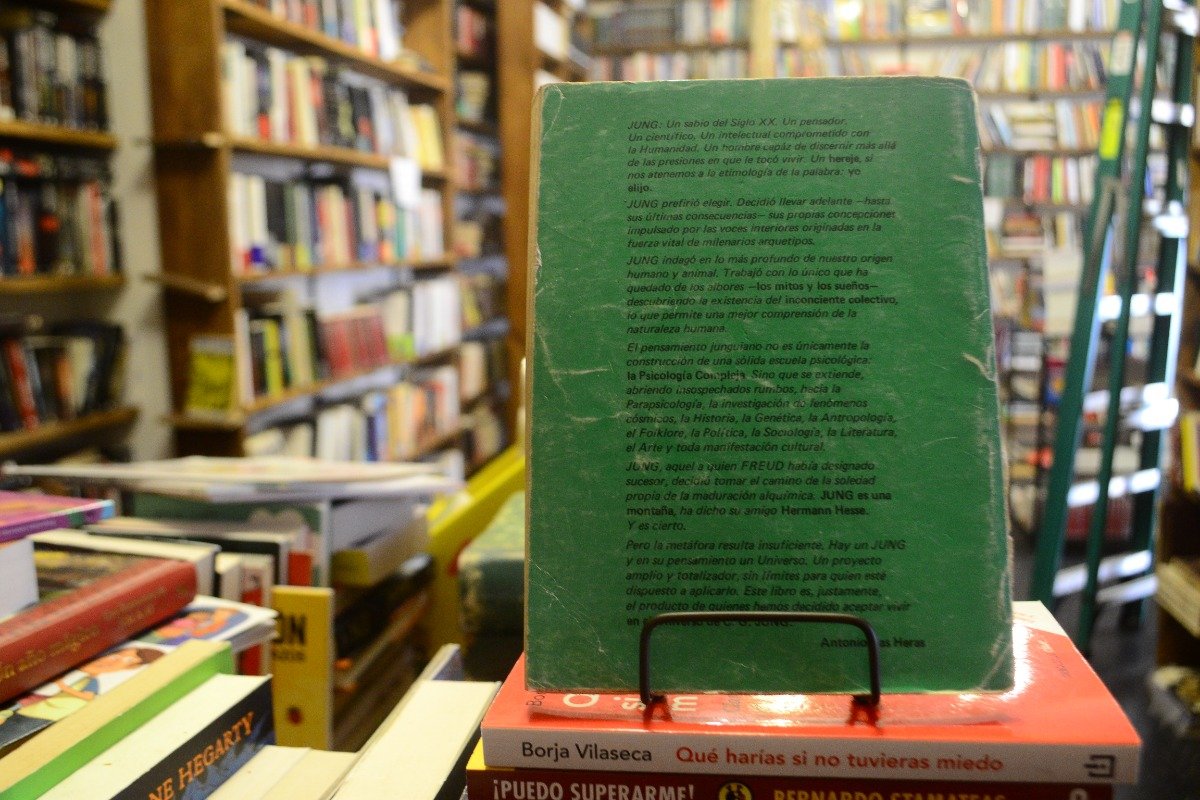 JUNG: Un sabio del Siglo XX. Un pensador.
Un científico. Un intelectual comprometido con
la Humanidad. Un hombre capáz de discernir más allá
de las presiones en que le tocó vivir. Un hereje, si
nos atenemos a la etimología de la palabra: yo
elijo.
JUNG prefirió elegir. Decidió llevar adelante —hasta
sus últimas consecuencias— sus propias concepciones
impulsado por las voces interiores originadas en la
fuerza vital de milenarios arquetipos.
JUNG indagó en lo más profundo de nuestro origen
humano y animal. Trabajó con lo único que ha
quedado de los albores —los mitos y los sueños—
descubriendo la existencia del inconciente colectivo,
lo que permite una mejor comprensión de la
naturaleza humana.
El pensamiento junguiano no es únicamente la
construcción de una sólida escuela psicológica:
la Psicología Compleja. Sino que se extiende,
abriendo insospechados rumbos, hacia la
Parapsicología, la investigación de fenómenos
cósmicos, la Historia, la Genética, la Antropología,
el Folklore, la Política, la Sociología, la Literatura,
el Arte y toda manifestación cultural.
JUNG, aquel a quien FREUD había designado
sucesor, decidió tomar el camino de la soledad
propia de la maduración alquímica. JUNG es una
montaña, ha dicho su amigo Hermann Hesse.
Y es cierto.
Pero la metáfora resulta insuficiente. Hay un JUNG
y en su pensamiento un Universo. Un proyecto
amplio y totalizador, sin límites para quien esté
dispuesto a aplicarlo. Este libro es, justamente,
el producto de quienes hemos decidido aceptar vivir
en de C. G. JUNG.
Antonio Las Heras
Borja Vilaseca Qué harías si no tuvieras miedo
¡PUEDO SUPERARME! BERNARDO STAMATEAS
NE HEGARTY